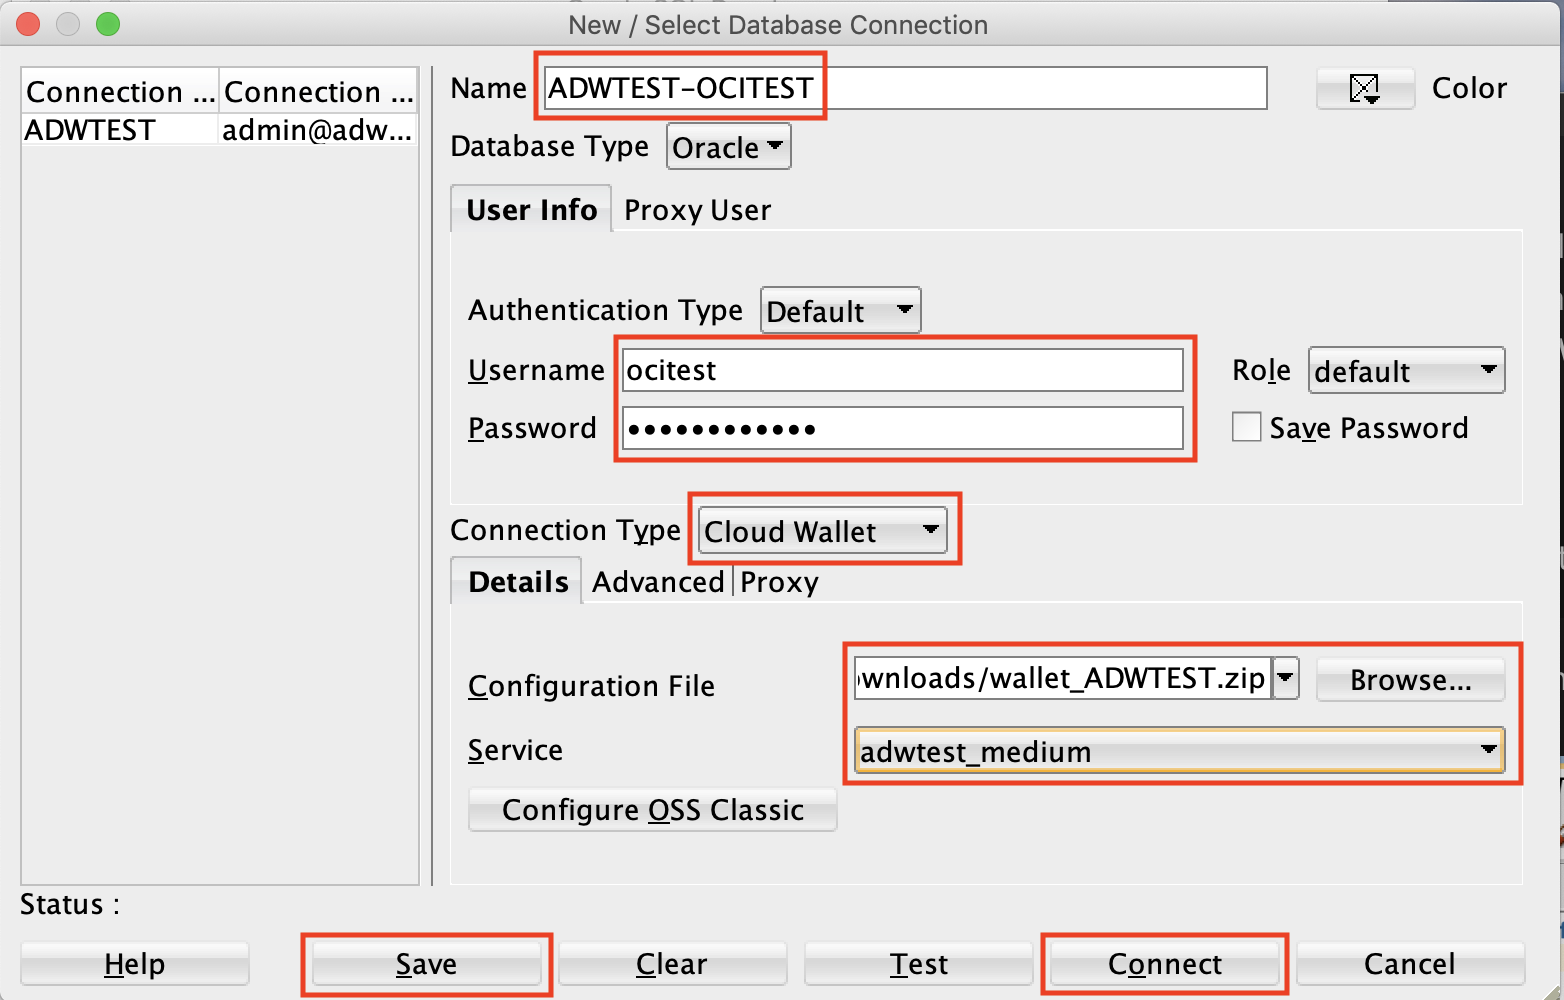 New / Select Database Connection
Connection ... Connection ...
ADWTEST admin@adw...
Name ADWTEST-OCITEST Color
Database Type Oracle
User Info Proxy User
Authentication Type Default
Username ocitest Role default
Password •••••••••••• Save Password
Connection Type Cloud Wallet
Details Advanced Proxy
Configuration File wnloads/wallet_ADWTEST.zip Browse...
Service adwtest_medium
Configure OSS Classic
Status :
Help Save Clear Test Connect Cancel